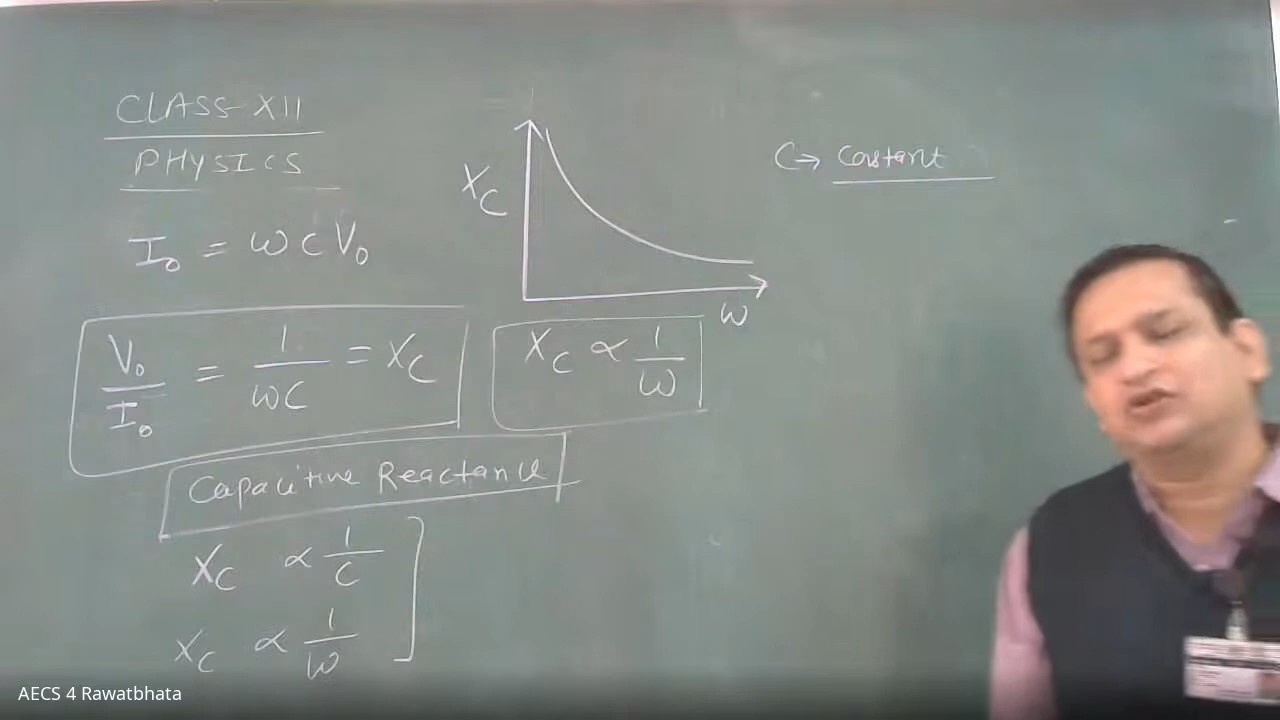 CLASS-XII
PHYSICS
I₀ = ωCV₀
V₀/I₀ = 1/ωC = X_C
Capacitive Reactance
X_C ∝ 1/C
X_C ∝ 1/ω
X_C
ω
X_C ∝ 1/ω
C → Constant
AECS 4 Rawatbhata